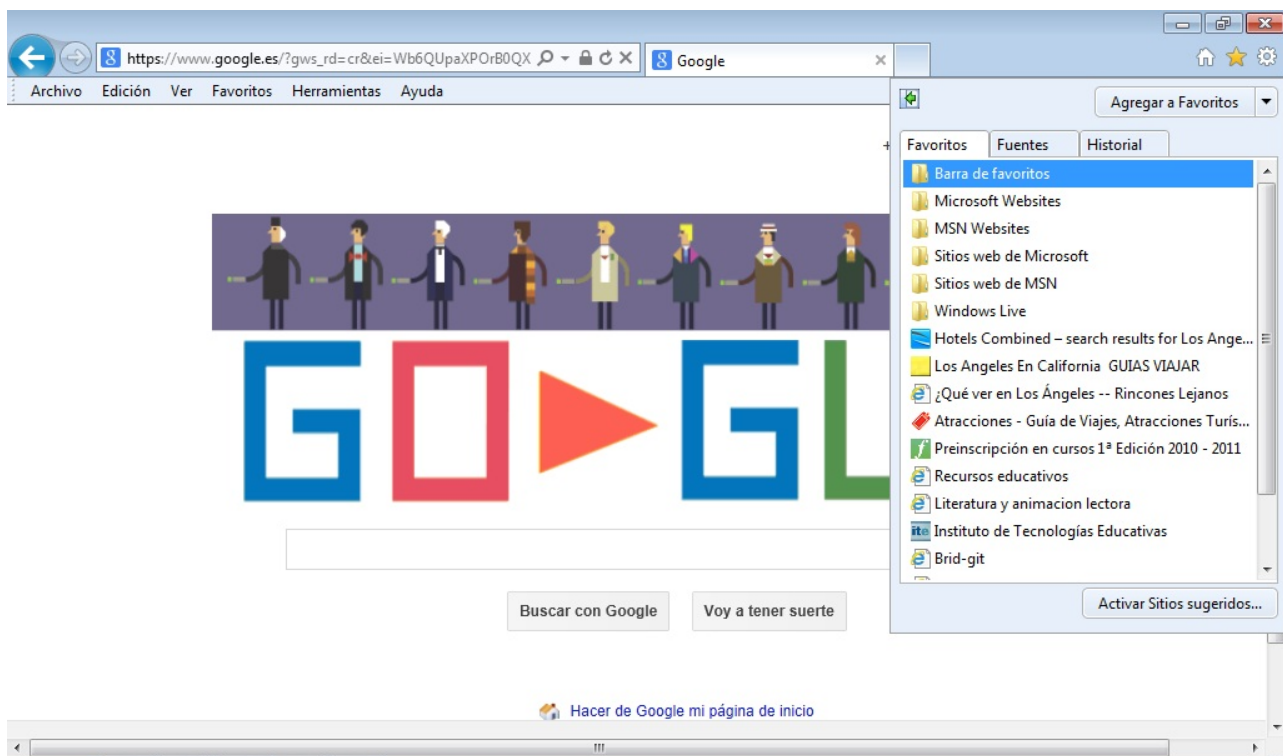 https://www.google.es/?gws_rd=cr&ei=Wb6QUpaXPOrB0QX
Google
Archivo Edición Ver Favoritos Herramientas Ayuda
Agregar a Favoritos
Favoritos Fuentes Historial
Barra de favoritos
Microsoft Websites
MSN Websites
Sitios web de Microsoft
Sitios web de MSN
Windows Live
Hotels Combined – search results for Los Ange...
Los Angeles En California GUIAS VIAJAR
¿Qué ver en Los Ángeles -- Rincones Lejanos
Atracciones - Guía de Viajes, Atracciones Turís...
Preinscripción en cursos 1ª Edición 2010 - 2011
Recursos educativos
Literatura y animacion lectora
ite Instituto de Tecnologías Educativas
Brid-git
Activar Sitios sugeridos...
GO GL
Buscar con Google Voy a tener suerte
Hacer de Google mi página de inicio